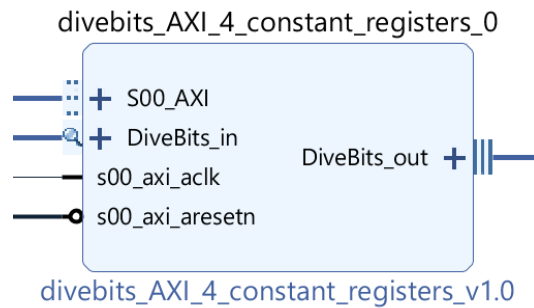 divebits_AXI_4_constant_registers_0
S00_AXI
DiveBits_in
DiveBits_out
s00_axi_aclk
s00_axi_aresetn
divebits_AXI_4_constant_registers_v1.0